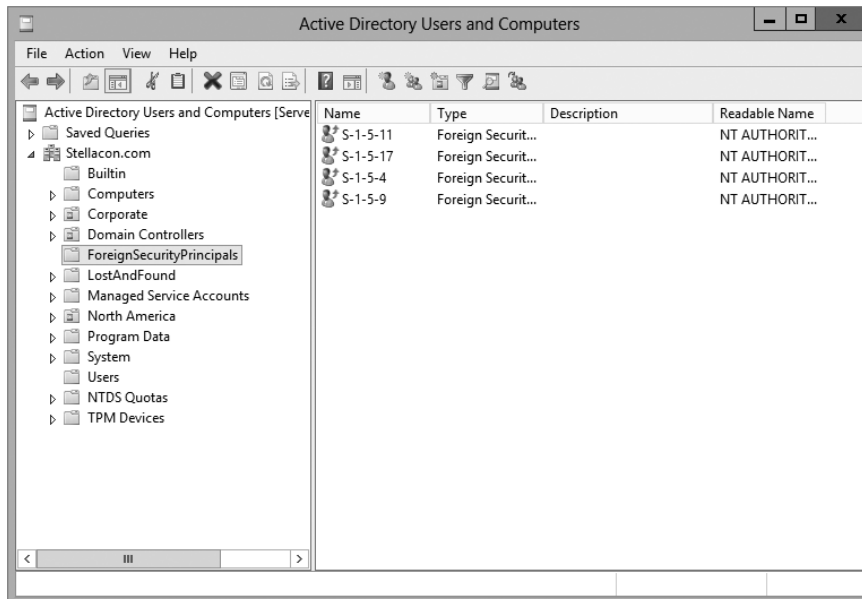 Active Directory Users and Computers
File Action View Help
Active Directory Users and Computers [Serve
Saved Queries
Stellacon.com
Builtin
Computers
Corporate
Domain Controllers
ForeignSecurityPrincipals
LostAndFound
Managed Service Accounts
North America
Program Data
System
Users
NTDS Quotas
TPM Devices
Name Type Description Readable Name
S-1-5-11 Foreign Securit... NT AUTHORIT...
S-1-5-17 Foreign Securit... NT AUTHORIT...
S-1-5-4 Foreign Securit... NT AUTHORIT...
S-1-5-9 Foreign Securit... NT AUTHORIT...